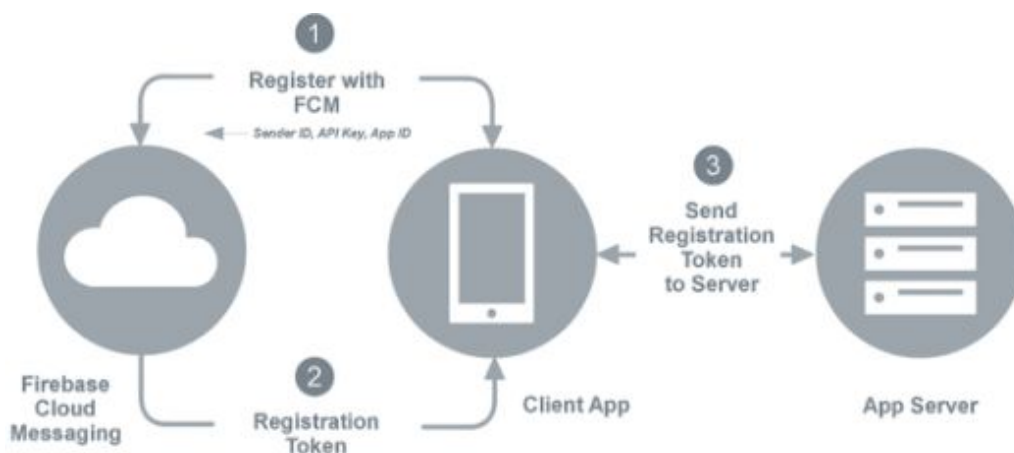 1
Register with
FCM
Sender ID, API Key, App ID
3
Send
Registration
Token
to Server
2
Registration
Token
Firebase
Cloud
Messaging
Client App
App Server